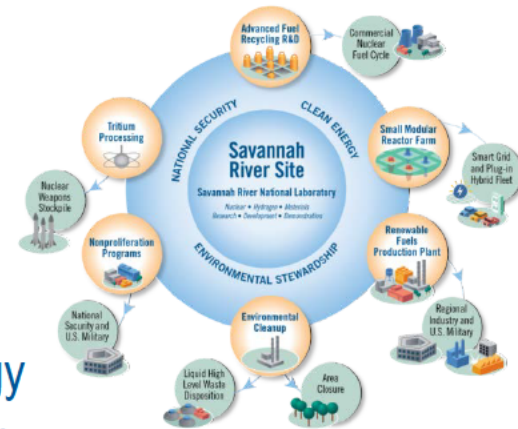 Advanced Fuel
Recycling R&D
Commercial
Nuclear
Fuel Cycle
NATIONAL SECURITY
CLEAN ENERGY
Tritium
Processing
Small Modular
Reactor Farm
Savannah
River Site
Savannah River National Laboratory
Nuclear • Hydrogen • Materials
Research • Development • Demonstration
Smart Grid
and Plug-in
Hybrid Fleet
Nuclear
Weapons
Stockpile
Nonproliferation
Programs
Renewable
Fuels
Production Plant
ENVIRONMENTAL STEWARDSHIP
National
Security and
U.S. Military
Environmental
Cleanup
Regional
Industry and
U.S. Military
Liquid High
Level Waste
Disposition
Area
Closure
gy